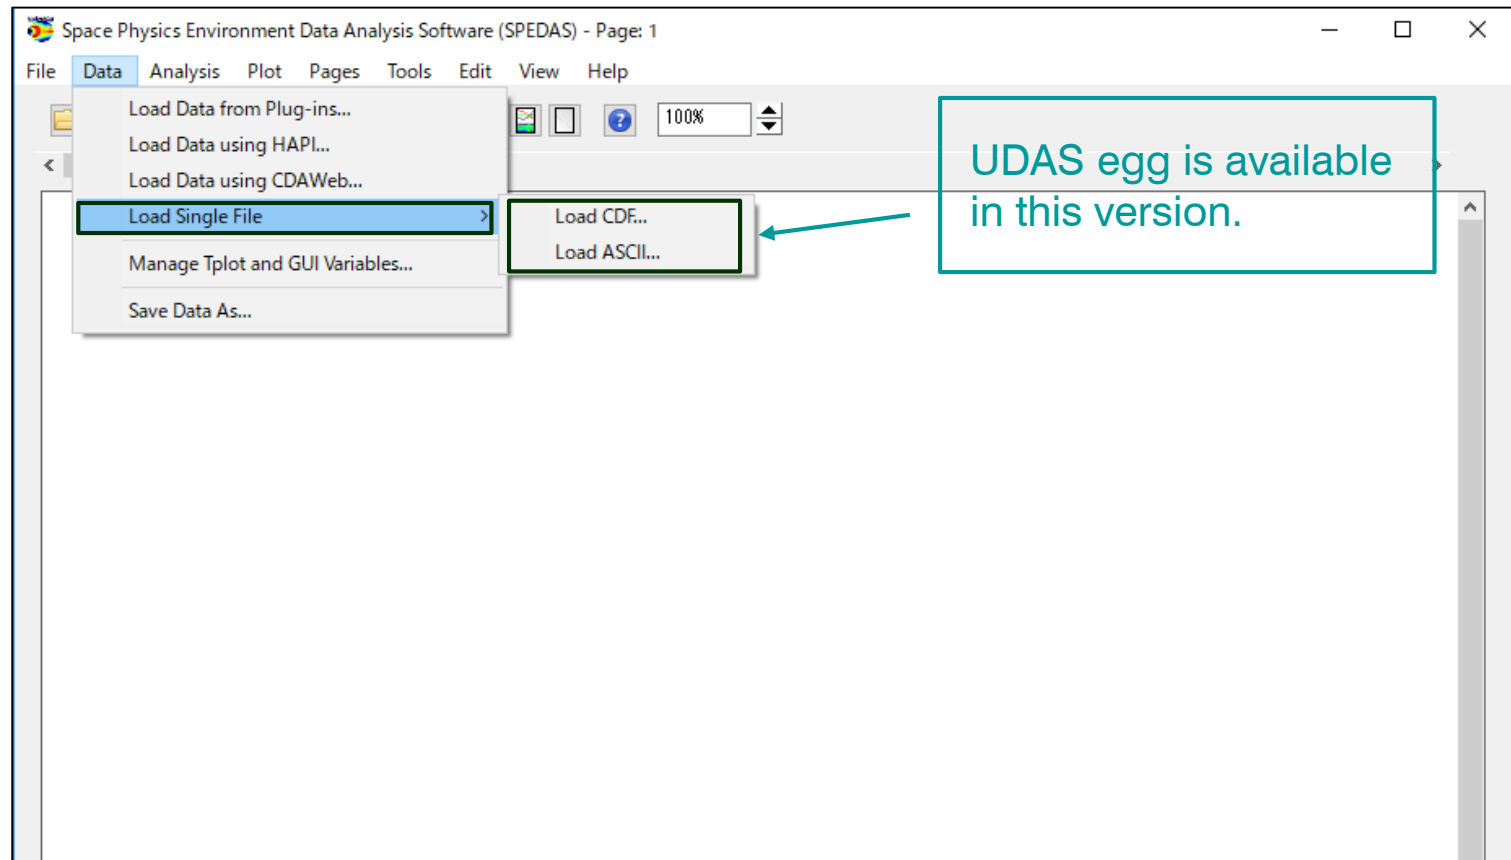 Space Physics Environment Data Analysis Software (SPEDAS) - Page: 1
File Data Analysis Plot Pages Tools Edit View Help
100%
Load Data from Plug-ins...
Load Data using HAPI...
Load Data using CDAWeb...
Load Single File
Manage Tplot and GUI Variables...
Save Data As...
Load CDF...
Load ASCII...
UDAS egg is available
in this version.